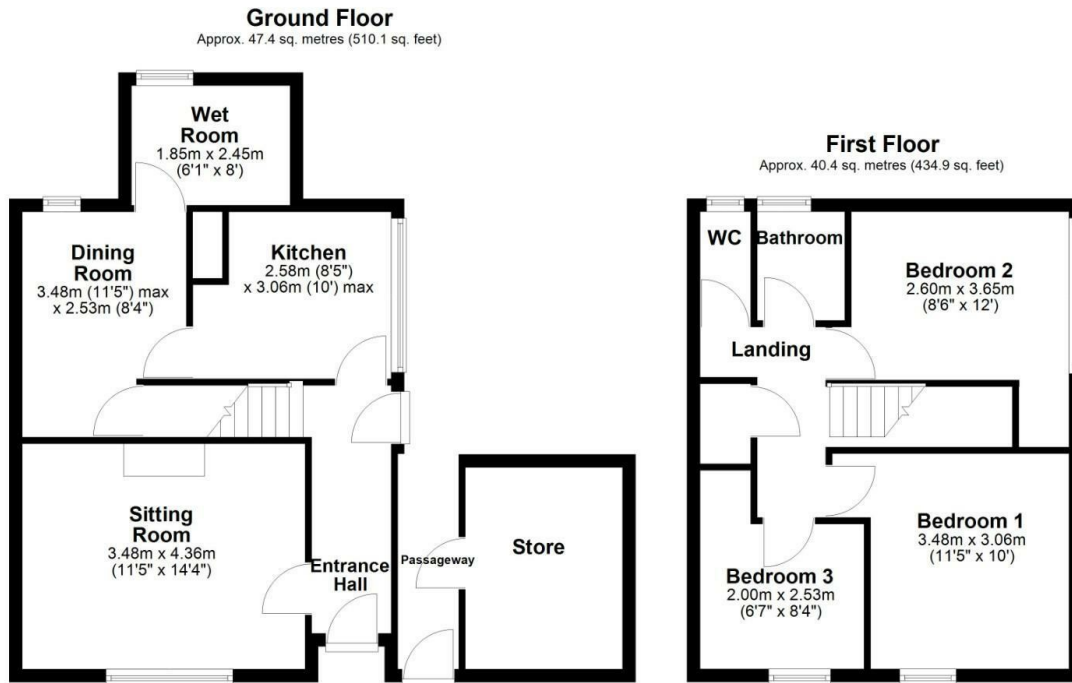 Ground Floor
Approx. 47.4 sq. metres (510.1 sq. feet)
Wet
Room
1.85m x 2.45m
(6'1" x 8')
Dining
Room
3.48m (11'5") max
x 2.53m (8'4")
Kitchen
2.58m (8'5")
x 3.06m (10') max
Sitting
Room
3.48m x 4.36m
(11'5" x 14'4")
Entrance
Hall
Passageway
Store
First Floor
Approx. 40.4 sq. metres (434.9 sq. feet)
WC
Bathroom
Bedroom 2
2.60m x 3.65m
(8'6" x 12')
Landing
Bedroom 1
3.48m x 3.06m
(11'5" x 10')
Bedroom 3
2.00m x 2.53m
(6'7" x 8'4")